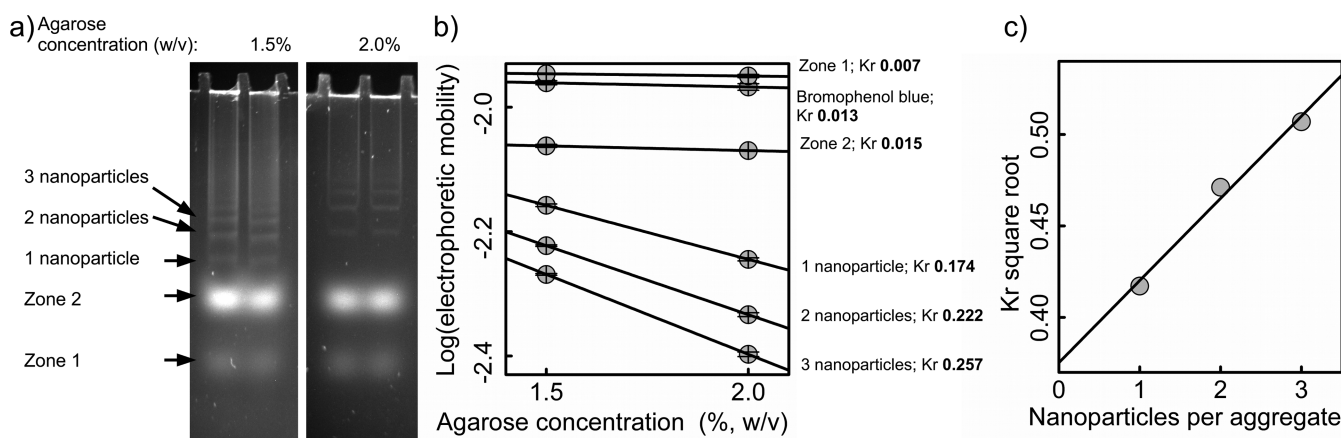 a) Agarose
concentration (w/v): 1.5% 2.0%
3 nanoparticles
2 nanoparticles
1 nanoparticle
Zone 2
Zone 1
b)
Log(electrophoretic mobility)
-2.0
-2.2
-2.4
1.5 2.0
Agarose concentration (%, w/v)
Zone 1; Kr 0.007
Bromophenol blue;
Kr 0.013
Zone 2; Kr 0.015
1 nanoparticle; Kr 0.174
2 nanoparticles; Kr 0.222
3 nanoparticles; Kr 0.257
c)
Kr square root
0.50
0.45
0.40
0 1 2 3
Nanoparticles per aggregate